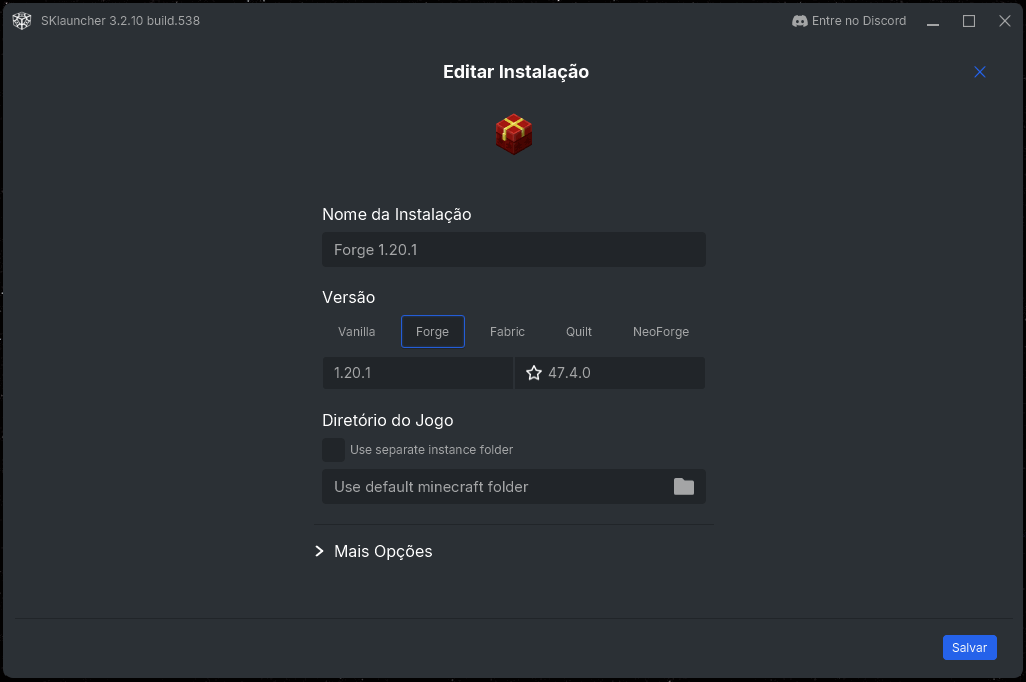 SKlauncher 3.2.10 build.538
Entre no Discord
Editar Instalação
Nome da Instalação
Forge 1.20.1
Versão
Vanilla Forge Fabric Quilt NeoForge
1.20.1 47.4.0
Diretório do Jogo
Use separate instance folder
Use default minecraft folder
Mais Opções
Salvar